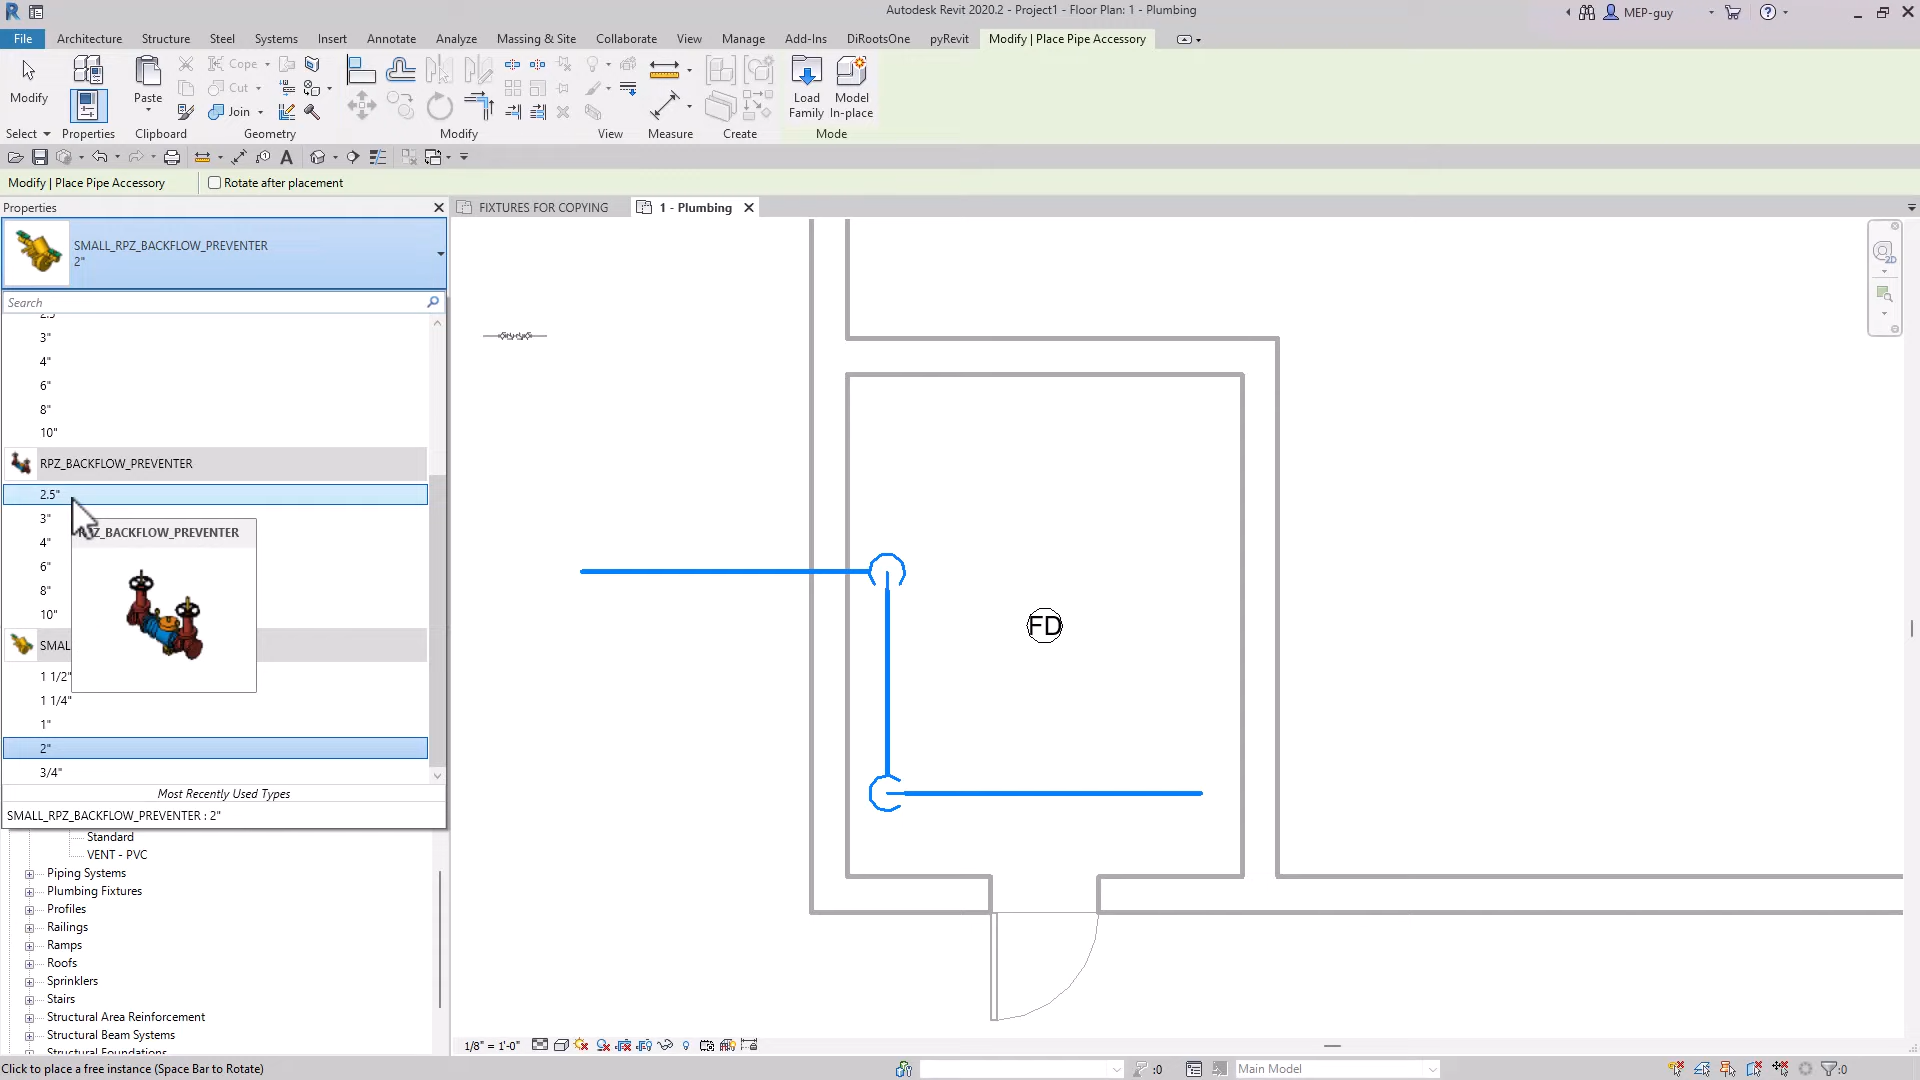 Autodesk Revit 2020.2 - Project1 - Floor Plan: 1 - Plumbing
MEP-guy
File Architecture Structure Steel Systems Insert Annotate Analyze Massing & Site Collaborate View Manage Add-Ins DiRootsOne pyRevit Modify | Place Pipe Accessory
Modify
Paste
Cope
Cut
Join
Load Family
Model In-place
Select Properties Clipboard Geometry Modify View Measure Create Mode
Modify | Place Pipe Accessory Rotate after placement
Properties
FIXTURES FOR COPYING
1 - Plumbing
SMALL_RPZ_BACKFLOW_PREVENTER
2"
Search
2.5"
3"
4"
6"
8"
10"
RPZ_BACKFLOW_PREVENTER
2.5"
3"
4"
6"
8"
10"
Z_BACKFLOW_PREVENTER
SMAL
1 1/2"
1 1/4"
1"
2"
3/4"
Most Recently Used Types
SMALL_RPZ_BACKFLOW_PREVENTER : 2"
Standard
VENT - PVC
Piping Systems
Plumbing Fixtures
Profiles
Railings
Ramps
Roofs
Sprinklers
Stairs
Structural Area Reinforcement
Structural Beam Systems
Structural Foundations
FD
2D
1/8" = 1'-0"
Click to place a free instance (Space Bar to Rotate)
:0
Main Model
:0